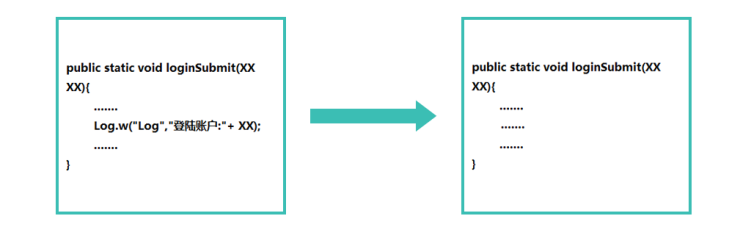 public static void loginSubmit(XX
XX){
.......
Log.w("Log","登陆账户:"+ XX);
.......
}
public static void loginSubmit(XX
XX){
.......
.......
.......
}